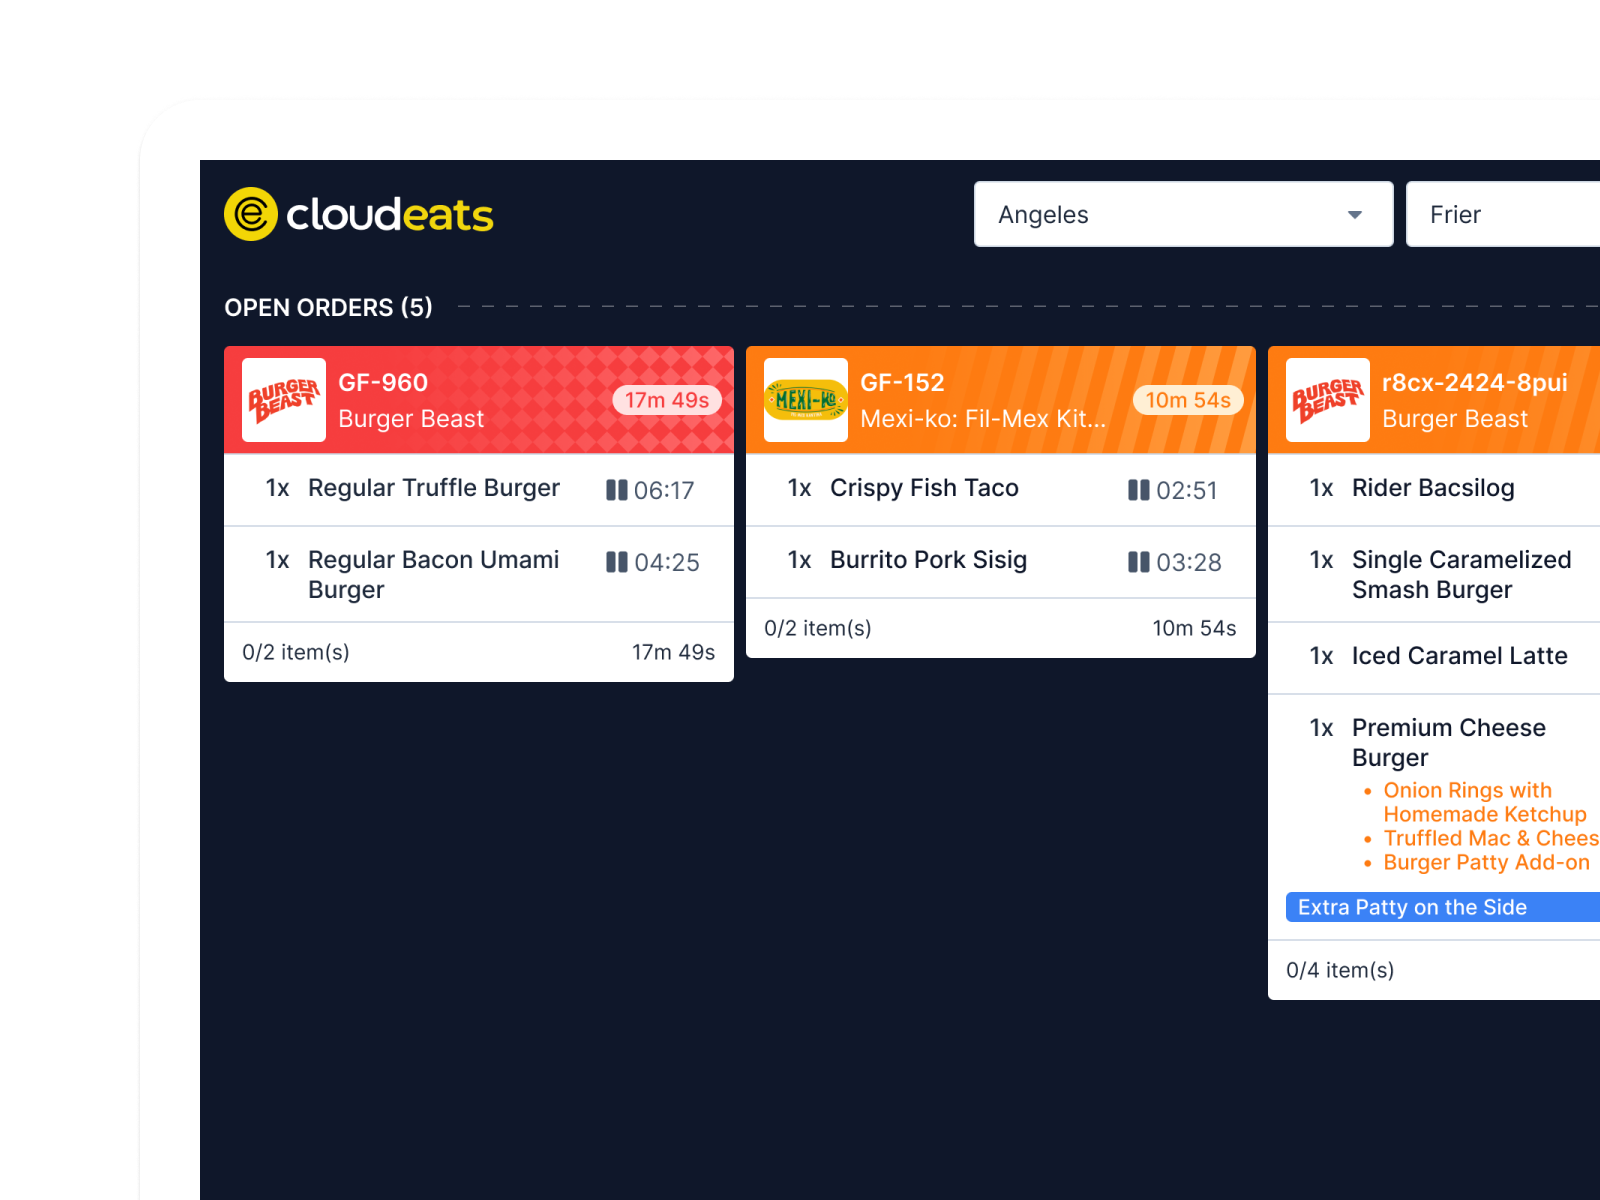 cloudeats
Angeles
Frier
OPEN ORDERS (5)
BURGER
BEAST
GF-960
Burger Beast
17m 49s
1x Regular Truffle Burger 06:17
1x Regular Bacon Umami
Burger
04:25
0/2 item(s) 17m 49s
MEXI-KO
GF-152
Mexi-ko: Fil-Mex Kit...
10m 54s
1x Crispy Fish Taco 02:51
1x Burrito Pork Sisig 03:28
0/2 item(s) 10m 54s
BURGER
BEAST
r8cx-2424-8pui
Burger Beast
1x Rider Bacsilog
1x Single Caramelized
Smash Burger
1x Iced Caramel Latte
1x Premium Cheese
Burger
• Onion Rings with
Homemade Ketchup
• Truffled Mac & Chees
• Burger Patty Add-on
Extra Patty on the Side
0/4 item(s)